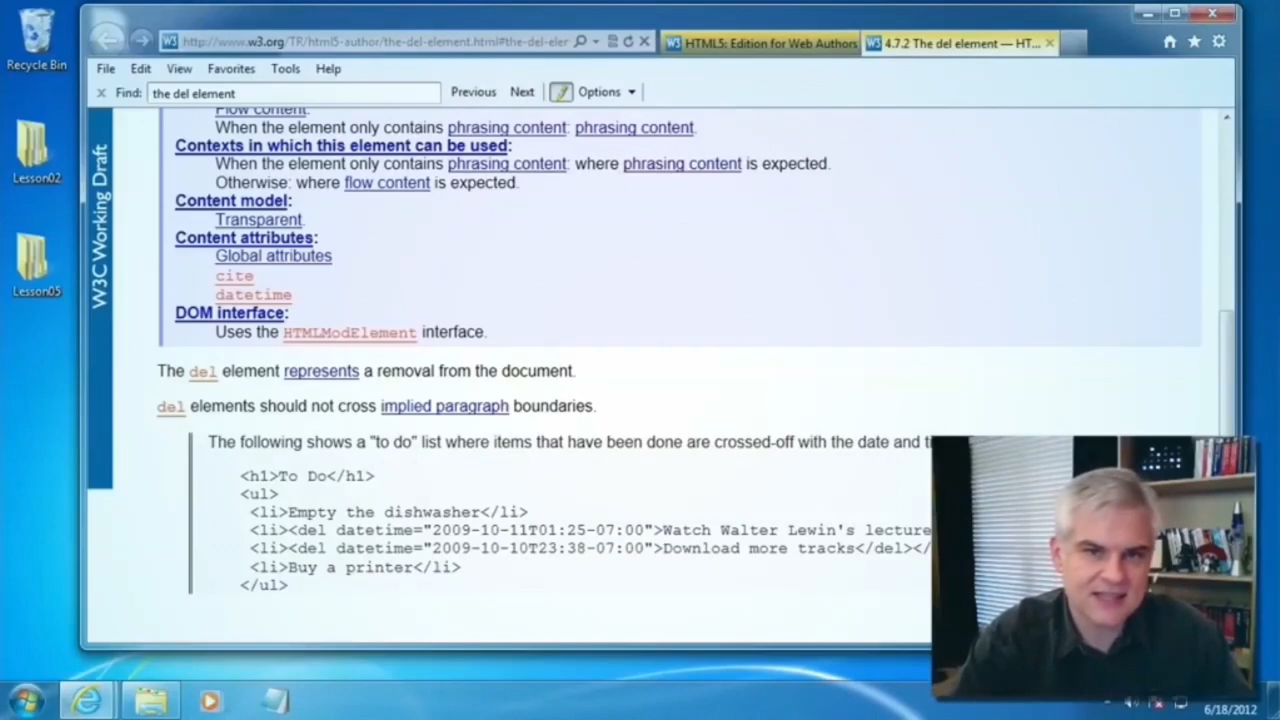 Recycle Bin
Lesson02
Lesson05
http://www.w3.org/TR/html5-author/the-del-element.html#the-del-eler
HTML5: Edition for Web Authors
4.7.2 The del element — HT...
File Edit View Favorites Tools Help
Find: the del element Previous Next Options
W3C Working Draft
Flow content.
When the element only contains phrasing content: phrasing content.
Contexts in which this element can be used:
When the element only contains phrasing content: where phrasing content is expected.
Otherwise: where flow content is expected.
Content model:
Transparent.
Content attributes:
Global attributes
cite
datetime
DOM interface:
Uses the HTMLModElement interface.
The del element represents a removal from the document.
del elements should not cross implied paragraph boundaries.
The following shows a "to do" list where items that have been done are crossed-off with the date and ti
<h1>To Do</h1>
<ul>
<li>Empty the dishwasher</li>
<li><del datetime="2009-10-11T01:25-07:00">Watch Walter Lewin's lecture
<li><del datetime="2009-10-10T23:38-07:00">Download more tracks</del></
<li>Buy a printer</li>
</ul>
6/18/2012